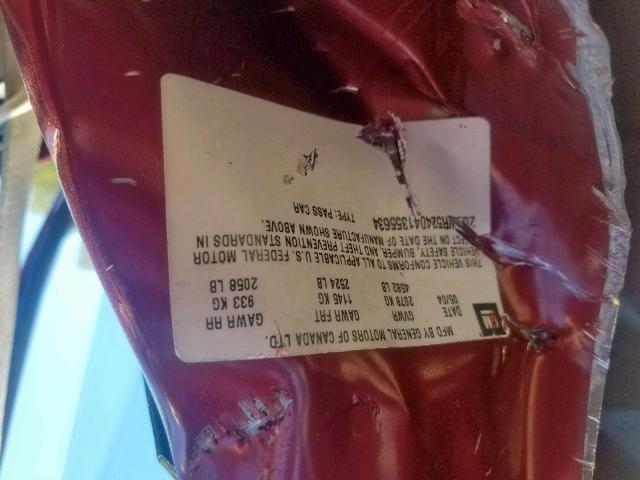 GM
MFD BY GENERAL MOTORS OF CANADA LTD.
DATE GVWR GAWR FRT GAWR RR
05/04 2078 KG 1145 KG 933 KG
4582 LB 2524 LB 2058 LB
THIS VEHICLE CONFORMS TO ALL APPLICABLE U.S. FEDERAL MOTOR
VEHICLE SAFETY, BUMPER, AND THEFT PREVENTION STANDARDS IN
EFFECT ON THE DATE OF MANUFACTURE SHOWN ABOVE.
TYPE: PASS CAR